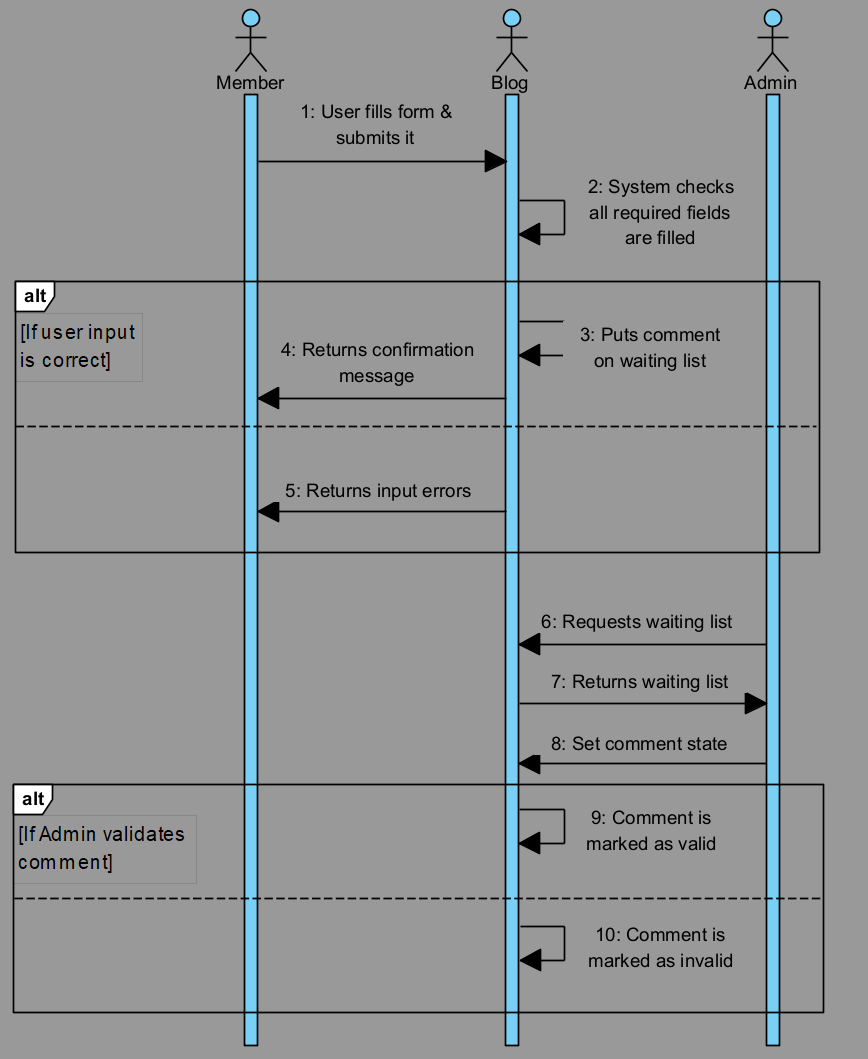 Member
Blog
Admin
1: User fills form &
submits it
2: System checks
all required fields
are filled
alt
[If user input
is correct]
3: Puts comment
on waiting list
4: Returns confirmation
message
5: Returns input errors
6: Requests waiting list
7: Returns waiting list
8: Set comment state
alt
[If Admin validates
comment]
9: Comment is
marked as valid
10: Comment is
marked as invalid